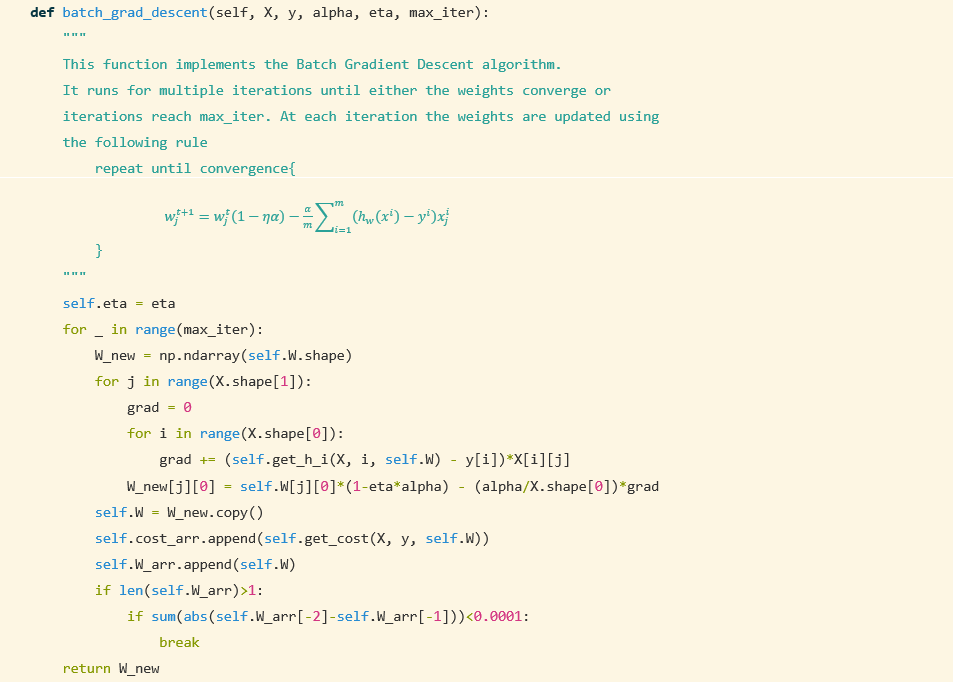 def batch_grad_descent(self, X, y, alpha, eta, max_iter):
    """
    This function implements the Batch Gradient Descent algorithm.
    It runs for multiple iterations until either the weights converge or
    iterations reach max_iter. At each iteration the weights are updated using
    the following rule
        repeat until convergence{
            w_j^{t+1} = w_j^t(1 − ηα) − \frac{α}{m}∑_{i=1}^{m}(h_w(x^i) − y^i)x_j^i
        }
    """
    self.eta = eta
    for _ in range(max_iter):
        W_new = np.ndarray(self.W.shape)
        for j in range(X.shape[1]):
            grad = 0
            for i in range(X.shape[0]):
                grad += (self.get_h_i(X, i, self.W) - y[i])*X[i][j]
            W_new[j][0] = self.W[j][0]*(1-eta*alpha) - (alpha/X.shape[0])*grad
        self.W = W_new.copy()
        self.cost_arr.append(self.get_cost(X, y, self.W))
        self.W_arr.append(self.W)
        if len(self.W_arr)>1:
            if sum(abs(self.W_arr[-2]-self.W_arr[-1]))<0.0001:
                break
    return W_new